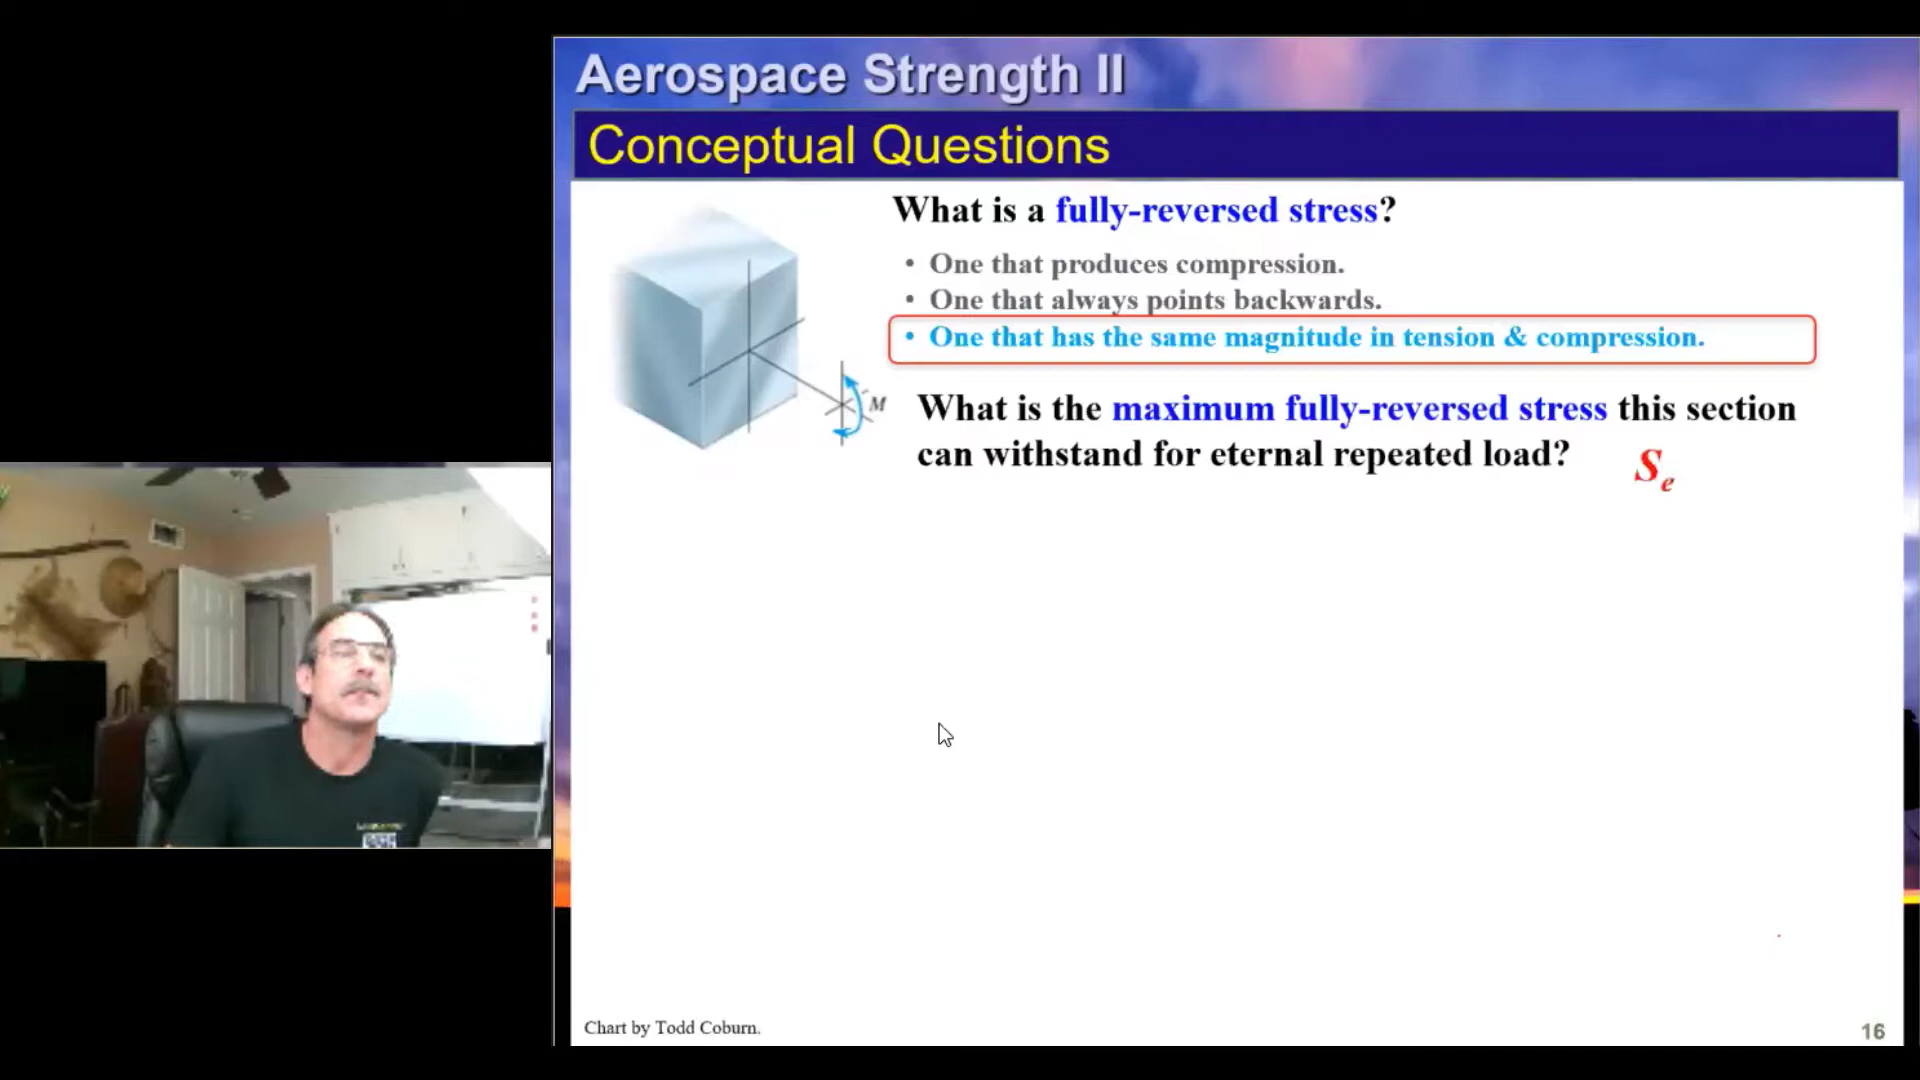 Aerospace Strength II
Conceptual Questions
What is a fully-reversed stress?
• One that produces compression.
• One that always points backwards.
• One that has the same magnitude in tension & compression.
M
What is the maximum fully-reversed stress this section
can withstand for eternal repeated load?
Se
Chart by Todd Coburn.
16